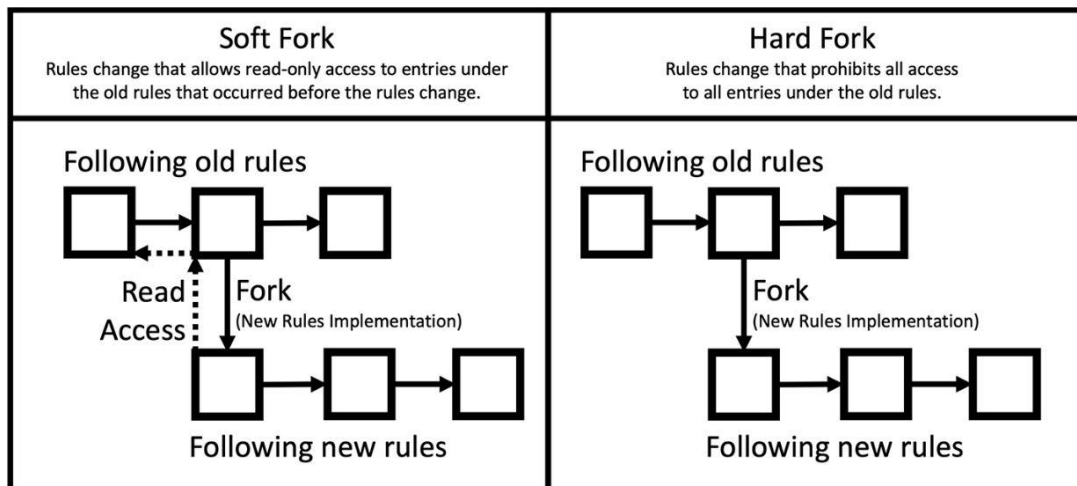 Soft Fork
Rules change that allows read-only access to entries under
the old rules that occurred before the rules change.
Hard Fork
Rules change that prohibits all access
to all entries under the old rules.
Following old rules
Read
Access
Fork
(New Rules Implementation)
Following new rules
Following old rules
Fork
(New Rules Implementation)
Following new rules